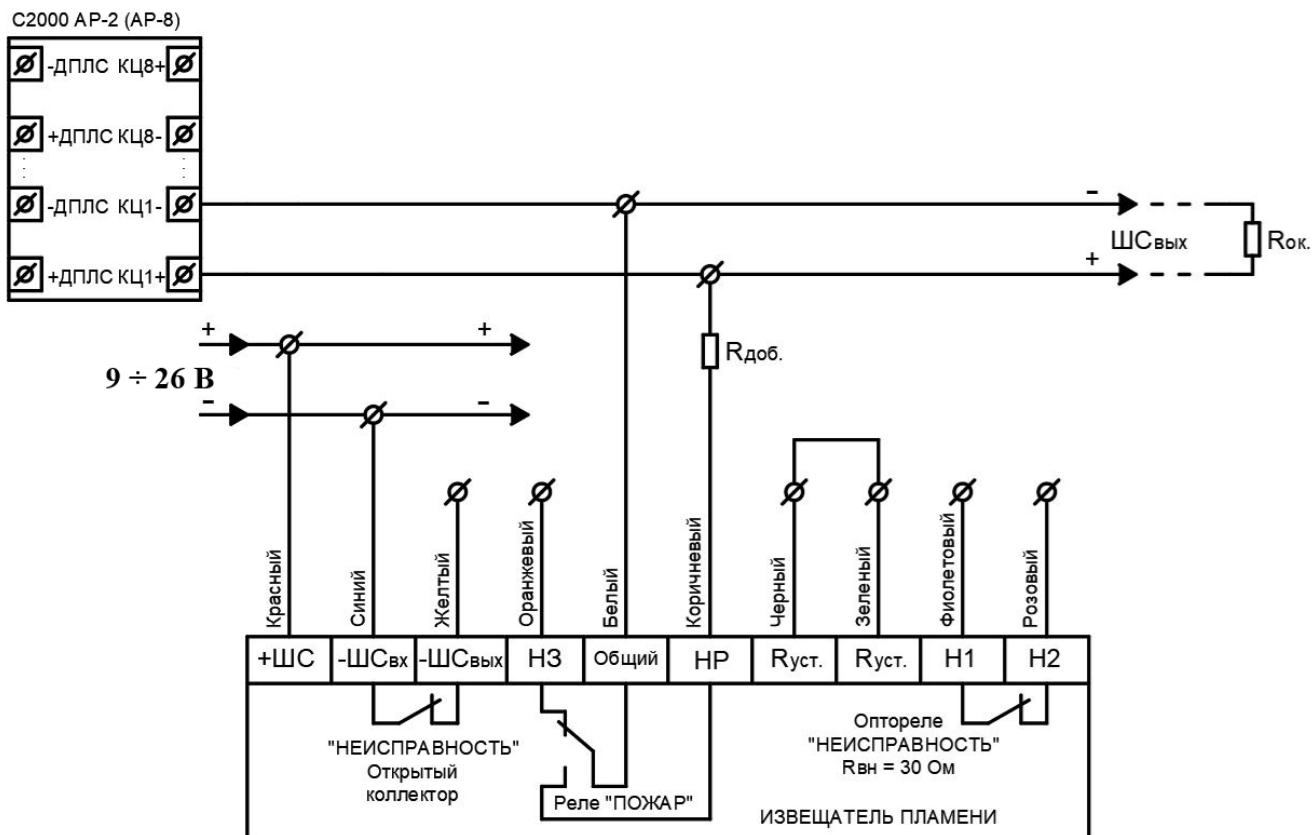 С2000 АР-2 (АР-8)
-ДПЛС КЦ8+
+ДПЛС КЦ8-
-ДПЛС КЦ1-
+ДПЛС КЦ1+
-
ШСвых
+
Rок.
+ +
9 ÷ 26 В
- -
Rдоб.
Красный
Синий
Желтый
Оранжевый
Белый
Коричневый
Черный
Зеленый
Фиолетовый
Розовый
+ШС -ШСвх -ШСвых НЗ Общий НР Rуст. Rуст. Н1 Н2
"НЕИСПРАВНОСТЬ"
Открытый
коллектор
Реле "ПОЖАР"
Оптореле
"НЕИСПРАВНОСТЬ"
Rвн = 30 Ом
ИЗВЕЩАТЕЛЬ ПЛАМЕНИ